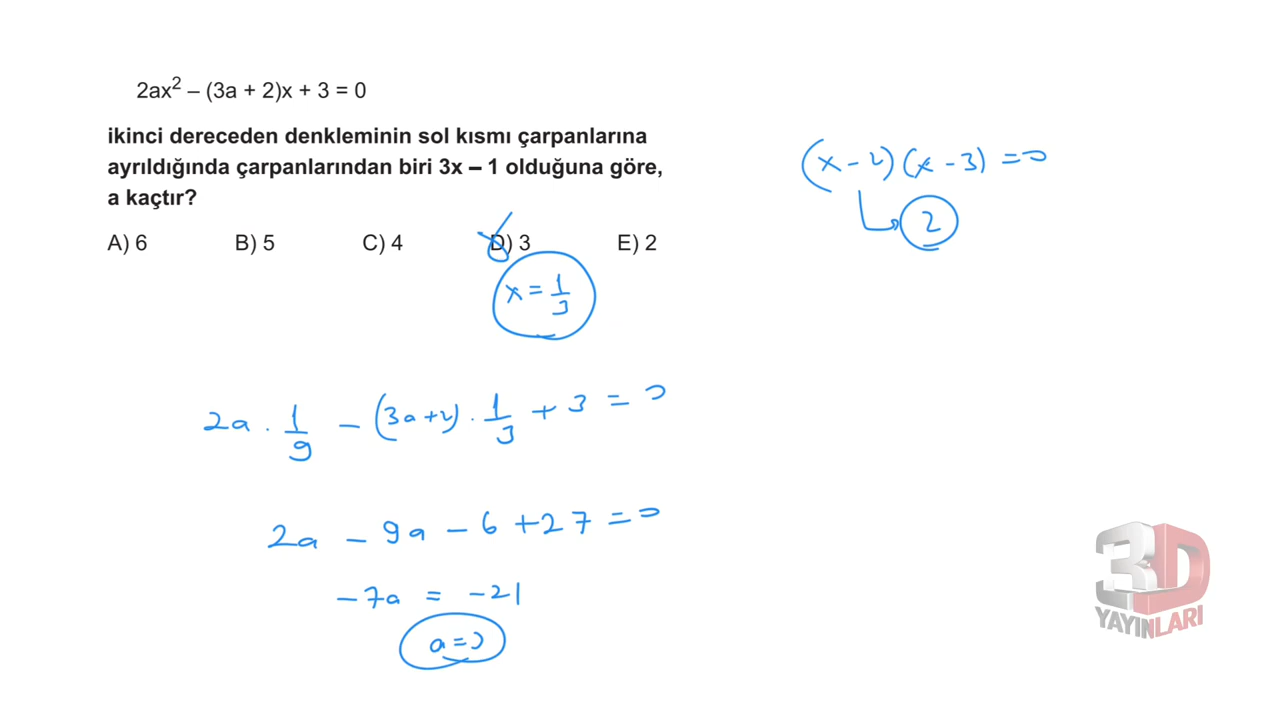 2ax² – (3a + 2)x + 3 = 0
ikinci dereceden denkleminin sol kısmı çarpanlarına
ayrıldığında çarpanlarından biri 3x – 1 olduğuna göre,
a kaçtır?
A) 6 B) 5 C) 4 D) 3 E) 2
x = 1/3
(x – 2) (x – 3) = 0
2
2a · 1/9 – (3a+2) · 1/3 + 3 = 0
2a – 9a – 6 + 27 = 0
–7a = –21
a = 3
3D
YAYINLARI